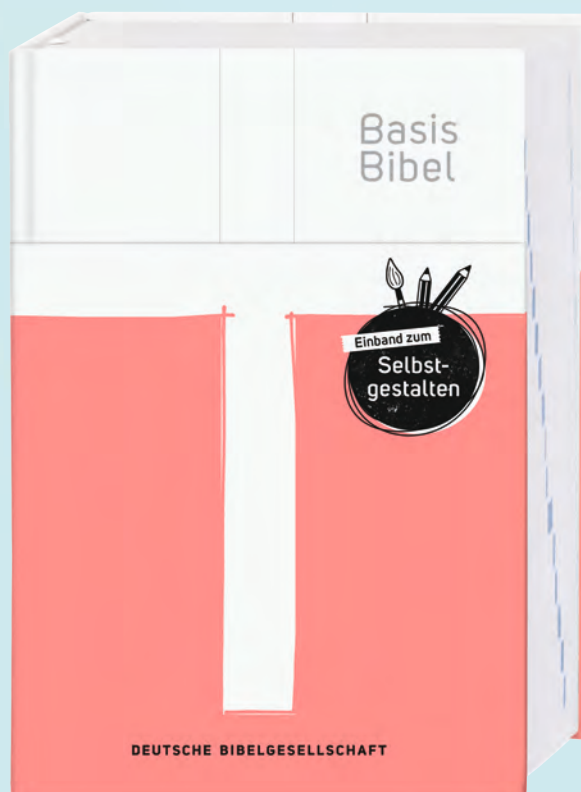 Basis
Bibel
Einband zum
Selbst-
gestalten
DEUTSCHE BIBELGESELLSCHAFT